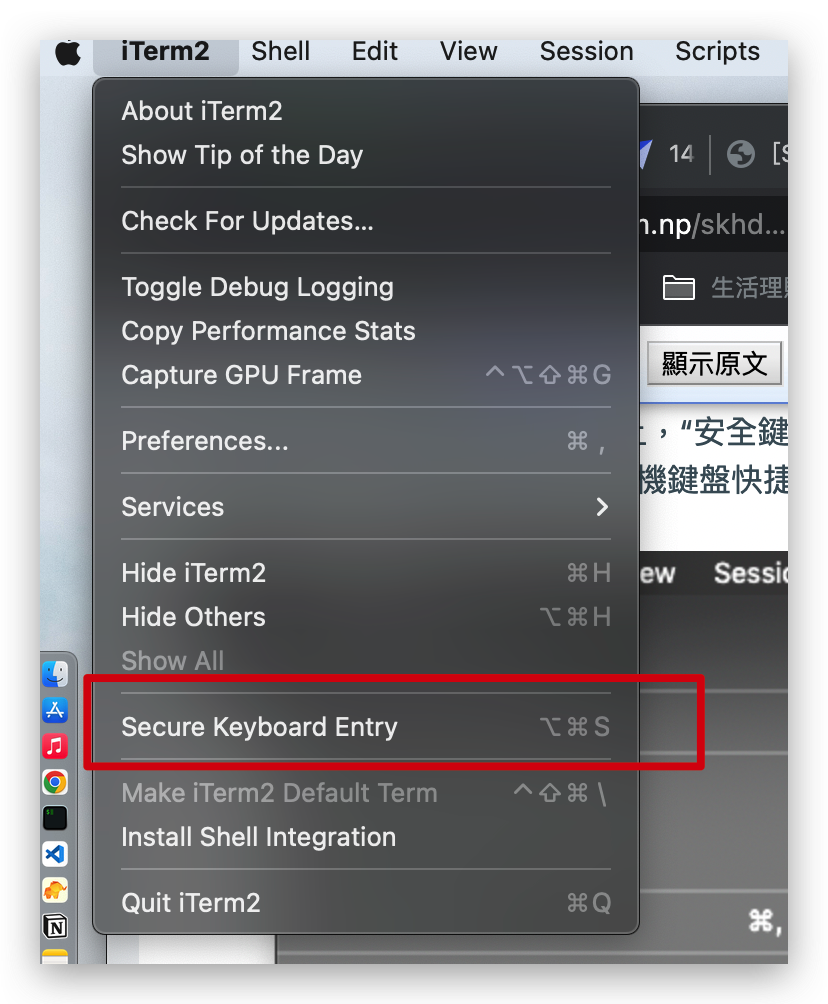 iTerm2 Shell Edit View Session Scripts
About iTerm2
Show Tip of the Day
Check For Updates...
Toggle Debug Logging
Copy Performance Stats
Capture GPU Frame ^⌥⇧⌘G
Preferences... ⌘,
Services >
Hide iTerm2 ⌘H
Hide Others ⌥⌘H
Show All
Secure Keyboard Entry ⌥⌘S
Make iTerm2 Default Term ^⇧⌘\
Install Shell Integration
Quit iTerm2 ⌘Q
14 [S
n.np/skhd...
生活理
顯示原文
，“安全鍵
機鍵盤快捷
ew Sessi
⌘,